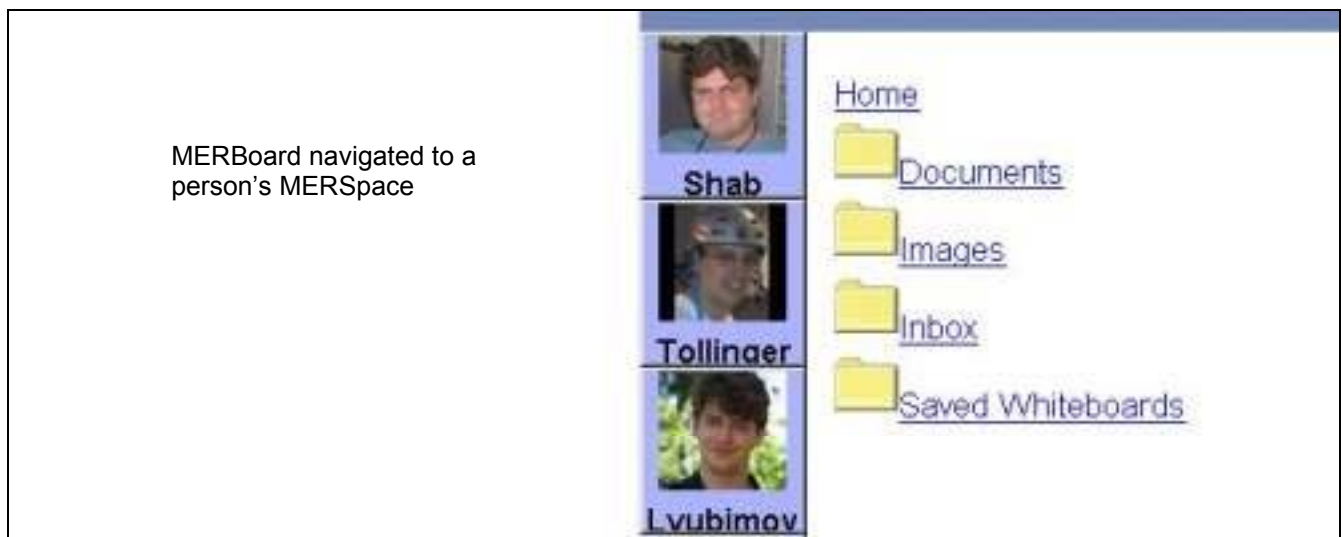 MERBoard navigated to a
person’s MERSpace
Shab
Tollinger
Lyubimov
Home
Documents
Images
Inbox
Saved Whiteboards